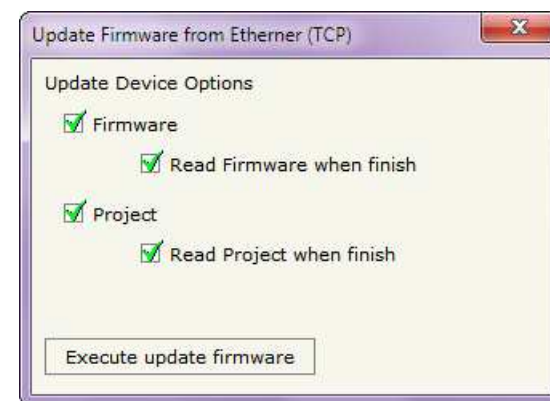 Update Firmware from Etherner (TCP)
Update Device Options
Firmware
Read Firmware when finish
Project
Read Project when finish
Execute update firmware